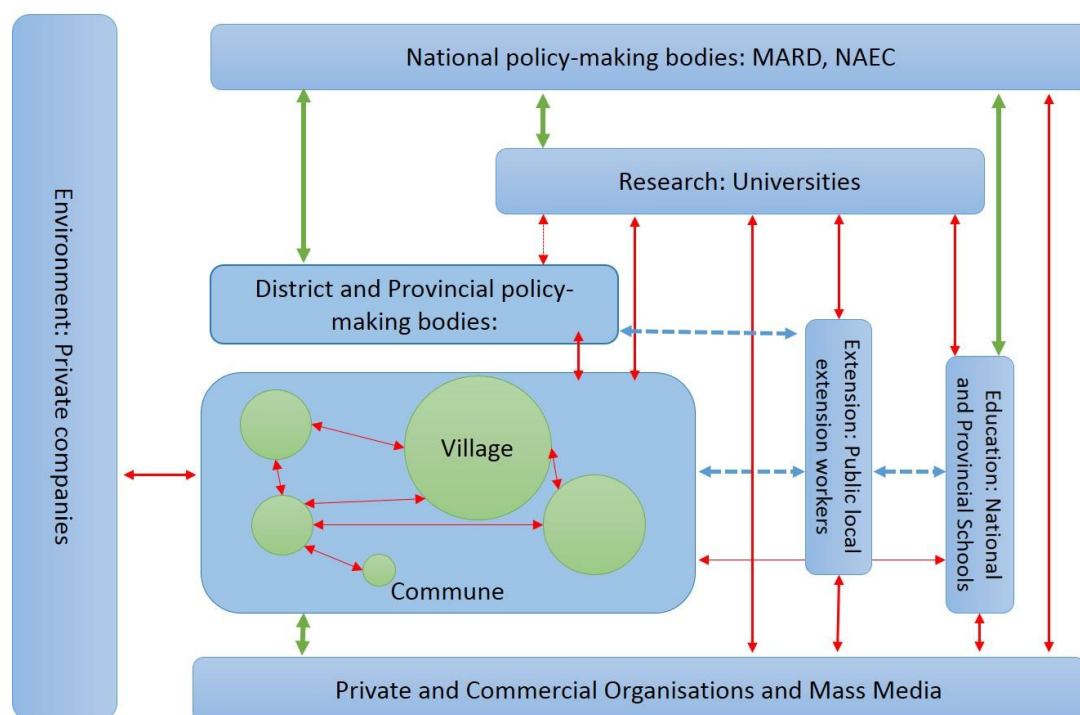 Environment: Private companies
National policy-making bodies: MARD, NAEC
Research: Universities
District and Provincial policy-
making bodies:
Extension: Public local
extension workers
Education: National
and Provincial Schools
Village
Commune
Private and Commercial Organisations and Mass Media